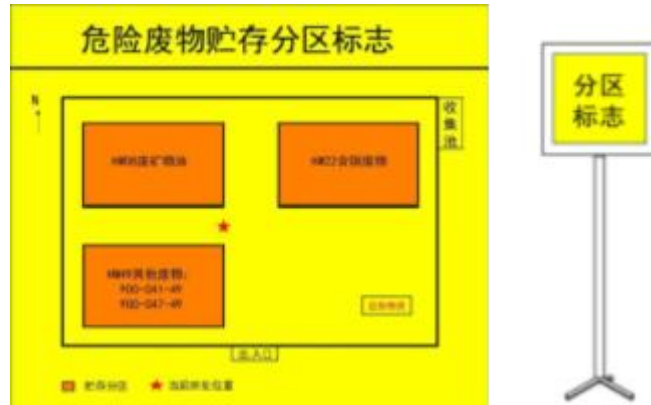 危险废物贮存分区标志
N
收集池
HW08废矿物油
HW22含铜废物
HW49其他废物:
900-041-49
900-047-49
出入口
贮存分区
当前所处位置
分区
标志